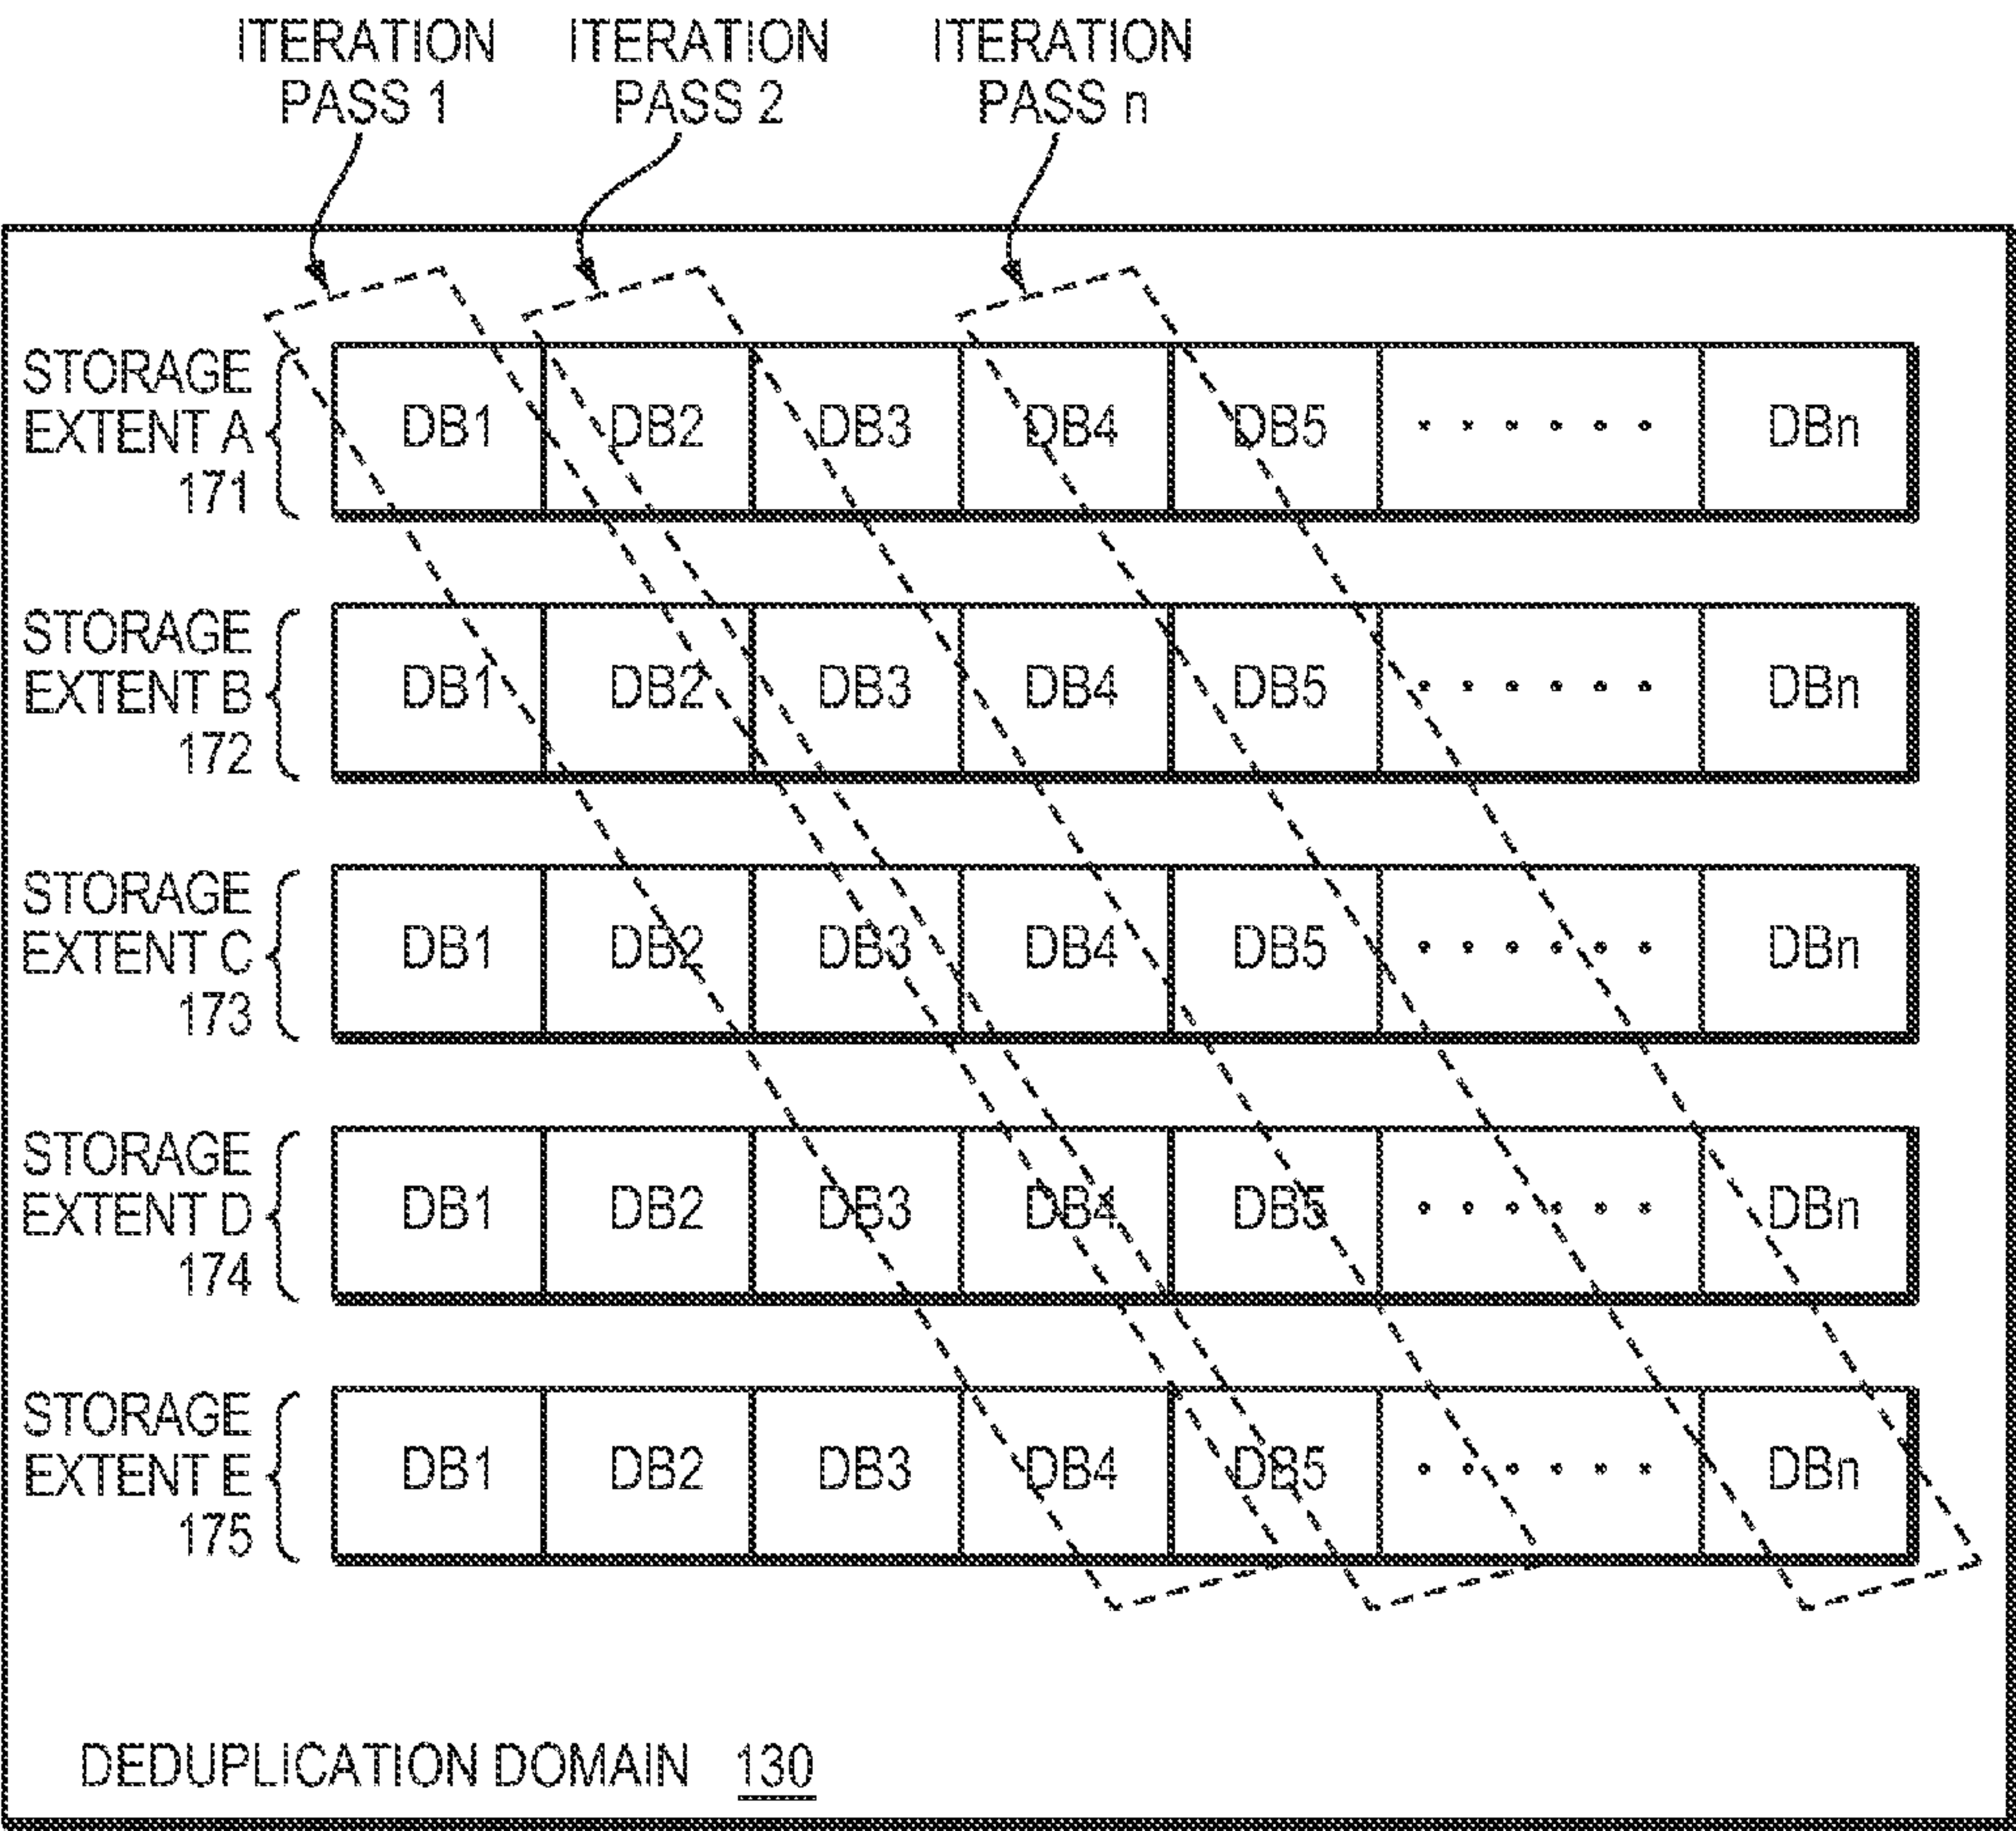 ITERATION PASS 1
ITERATION PASS 2
ITERATION PASS n
STORAGE EXTENT A 171
DB1 DB2 DB3 DB4 DB5 . . . . . . DBn
STORAGE EXTENT B 172
DB1 DB2 DB3 DB4 DB5 . . . . . . DBn
STORAGE EXTENT C 173
DB1 DB2 DB3 DB4 DB5 . . . . . . DBn
STORAGE EXTENT D 174
DB1 DB2 DB3 DB4 DB5 . . . . . . DBn
STORAGE EXTENT E 175
DB1 DB2 DB3 DB4 DB5 . . . . . . DBn
DEDUPLICATION DOMAIN 130